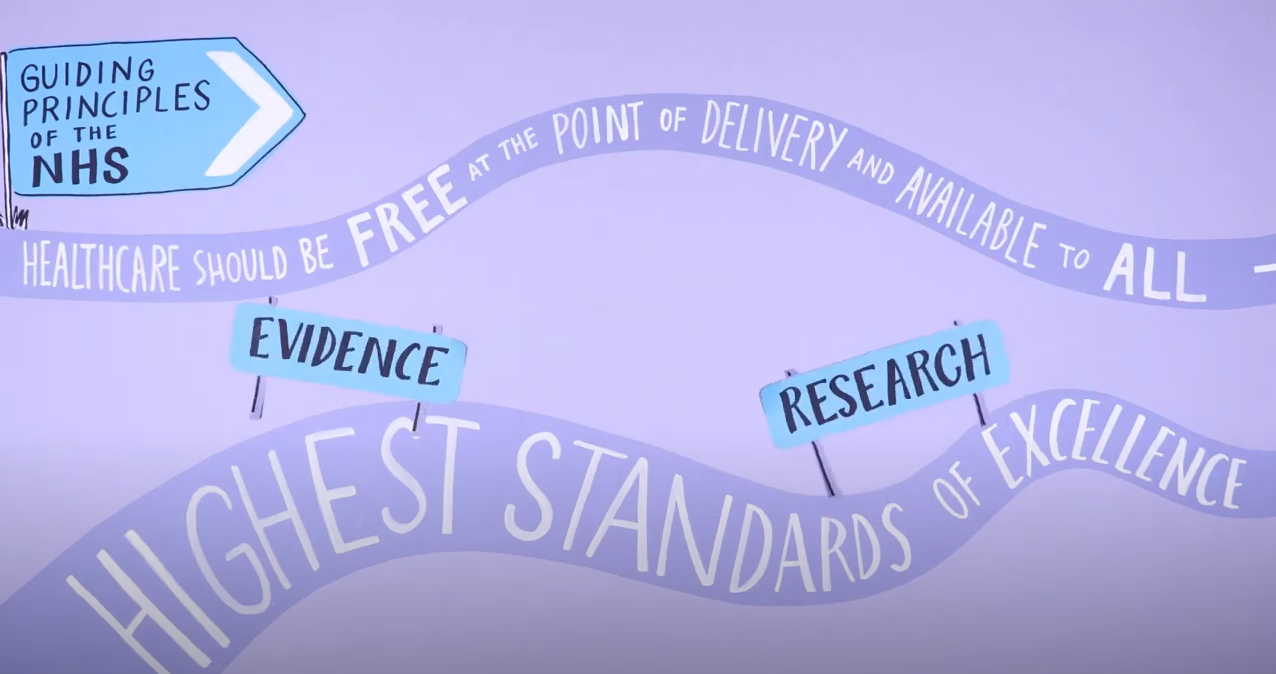 GUIDING
PRINCIPLES
OF THE
NHS
HEALTHCARE SHOULD BE FREE AT THE POINT OF DELIVERY AND AVAILABLE TO ALL
EVIDENCE
RESEARCH
HIGHEST STANDARDS OF EXCELLENCE